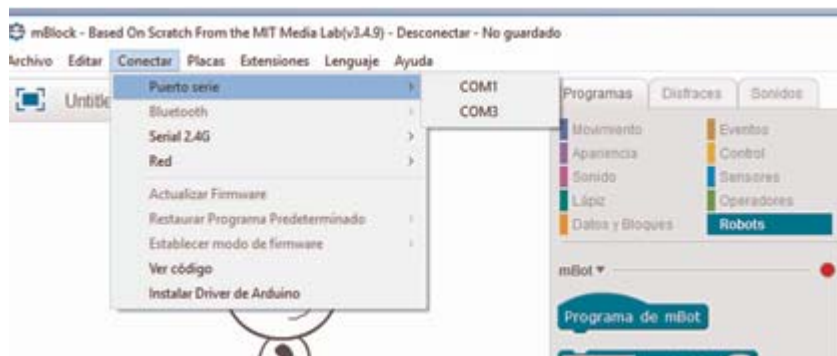 mBlock - Based On Scratch From the MIT Media Lab(v3.4.9) - Desconectar - No guardado
Archivo Editar Conectar Placas Extensiones Lenguaje Ayuda
Untitle
Puerto serie
COM1
COM3
Bluetooth
Serial 2.4G
Red
Actualizar Firmware
Restaurar Programa Predeterminado
Establecer modo de firmware
Ver código
Instalar Driver de Arduino
Programas Disfraces Sonidos
Movimiento Eventos
Apariencia Control
Sonido Sensores
Lápiz Operadores
Datos y Bloques Robots
mBot
Programa de mBot